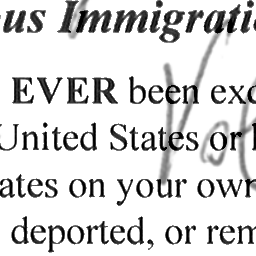 us Immigrati
EVER been exc
United States or
ates on your own
deported, or rem